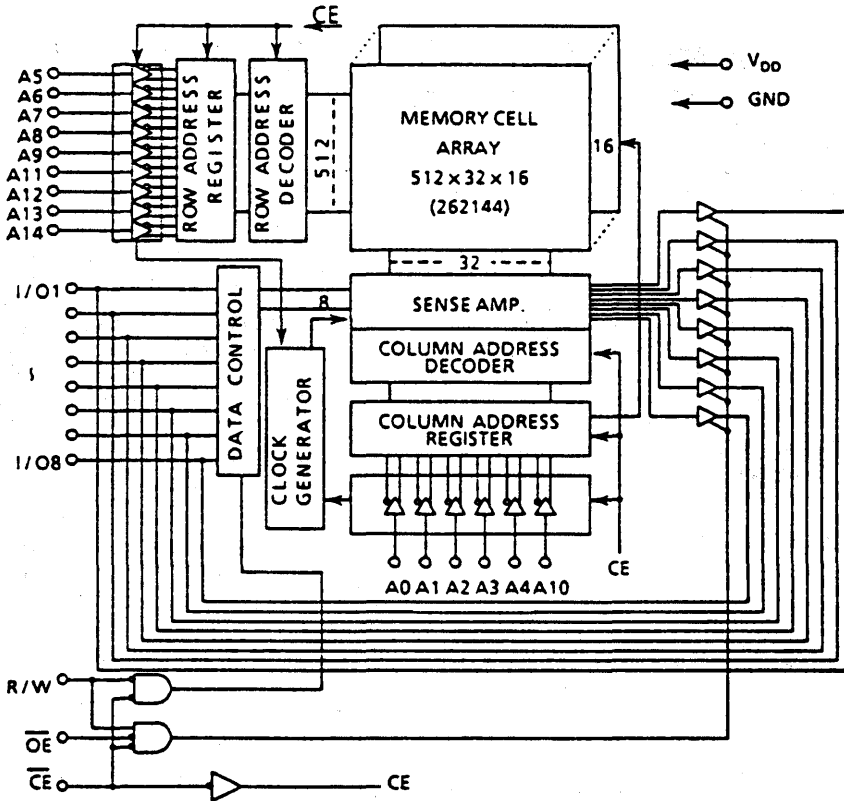 CE
A5
A6
A7
A8
A9
A11
A12
A13
A14
ROW ADDRESS
REGISTER
ROW ADDRESS
DECODER
512
MEMORY CELL
ARRAY
512 x 32 x 16
(262144)
16
V_DD
GND
32
I/O1
I/O8
DATA CONTROL
8
SENSE AMP.
COLUMN ADDRESS
DECODER
COLUMN ADDRESS
REGISTER
CLOCK
GENERATOR
A0 A1 A2 A3 A4 A10
CE
R/W
O̅E̅
C̅E̅
CE